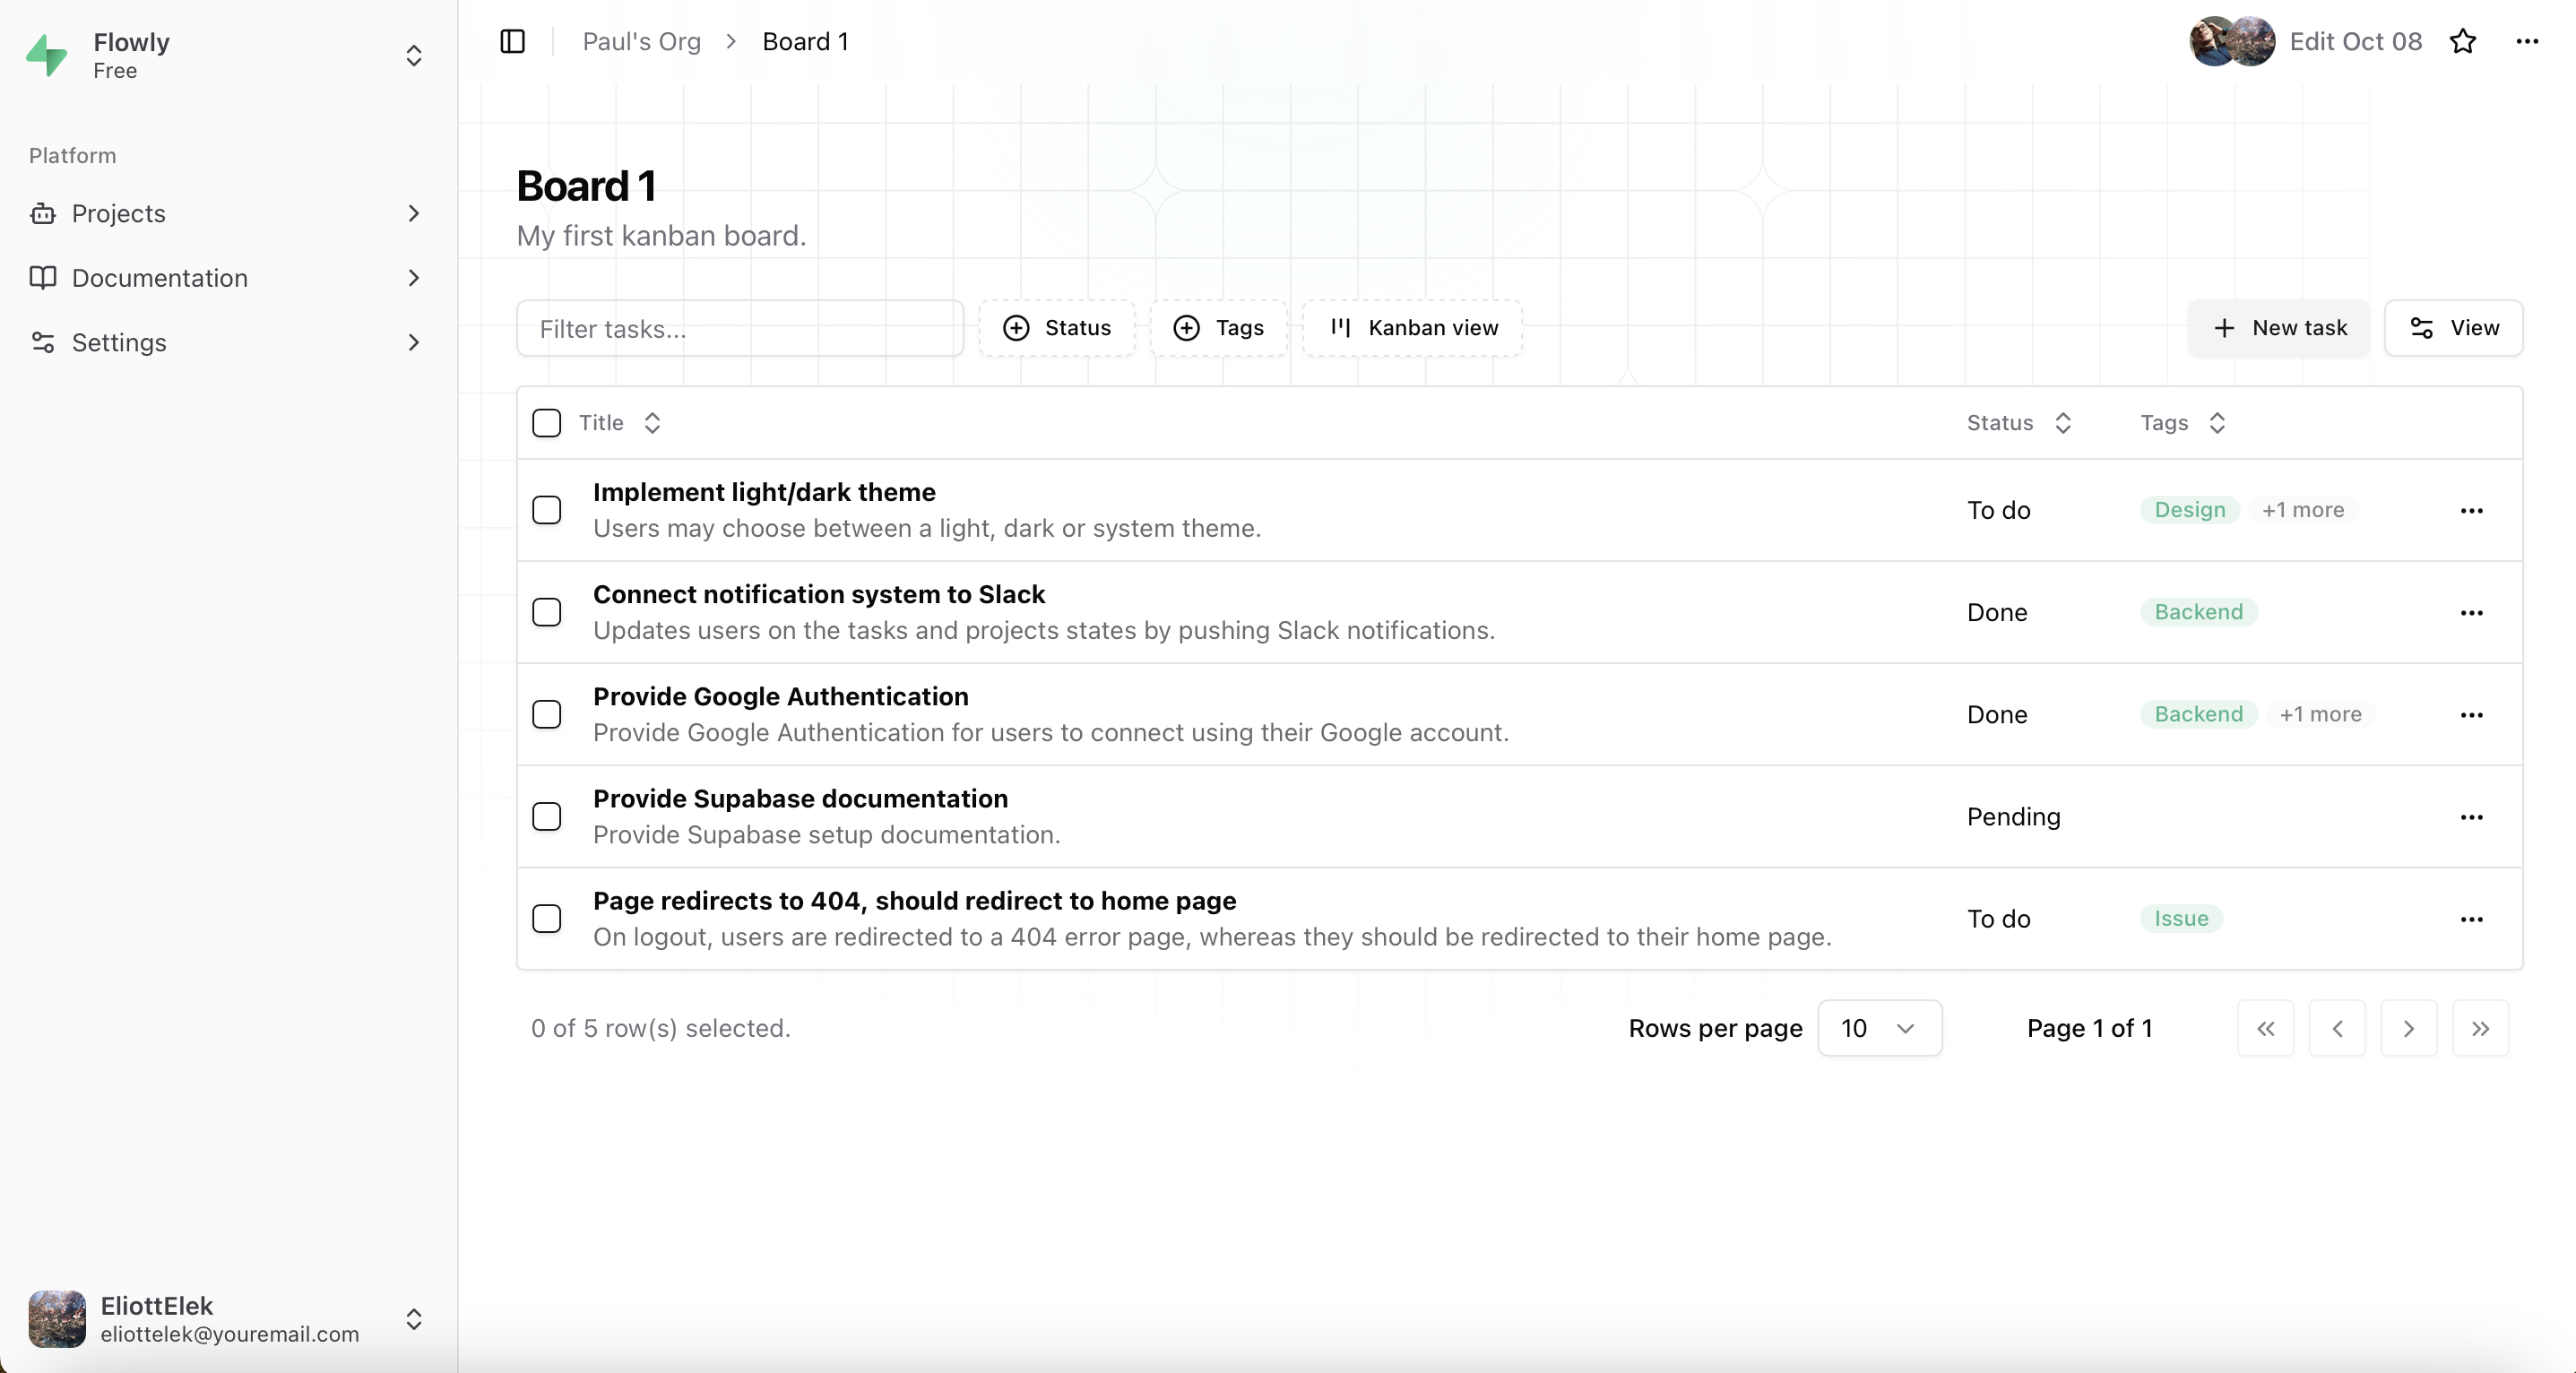 Flowly
Free
Platform
Projects
Documentation
Settings
EliottElek
eliottelek@youremail.com
Paul's Org
Board 1
Edit Oct 08
Board 1
My first kanban board.
Filter tasks...
Status
Tags
Kanban view
New task
View
Title
Status
Tags
Implement light/dark theme
Users may choose between a light, dark or system theme.
To do
Design
+1 more
Connect notification system to Slack
Updates users on the tasks and projects states by pushing Slack notifications.
Done
Backend
Provide Google Authentication
Provide Google Authentication for users to connect using their Google account.
Done
Backend
+1 more
Provide Supabase documentation
Provide Supabase setup documentation.
Pending
Page redirects to 404, should redirect to home page
On logout, users are redirected to a 404 error page, whereas they should be redirected to their home page.
To do
Issue
0 of 5 row(s) selected.
Rows per page
10
Page 1 of 1